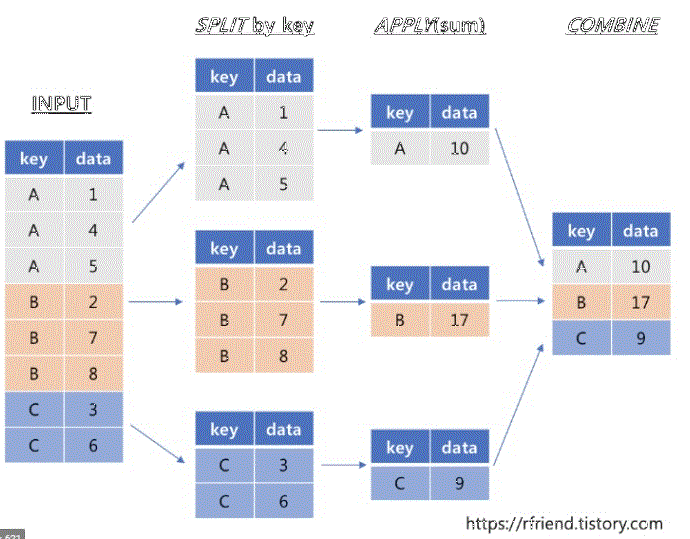 SPLIT by key
APPLY(sum)
COMBINE
INPUT
key data
A 1
A 4
A 5
B 2
B 7
B 8
C 3
C 6
key data
A 1
A 4
A 5
key data
B 2
B 7
B 8
key data
C 3
C 6
key data
A 10
key data
B 17
key data
C 9
key data
A 10
B 17
C 9
https://rfriend.tistory.com